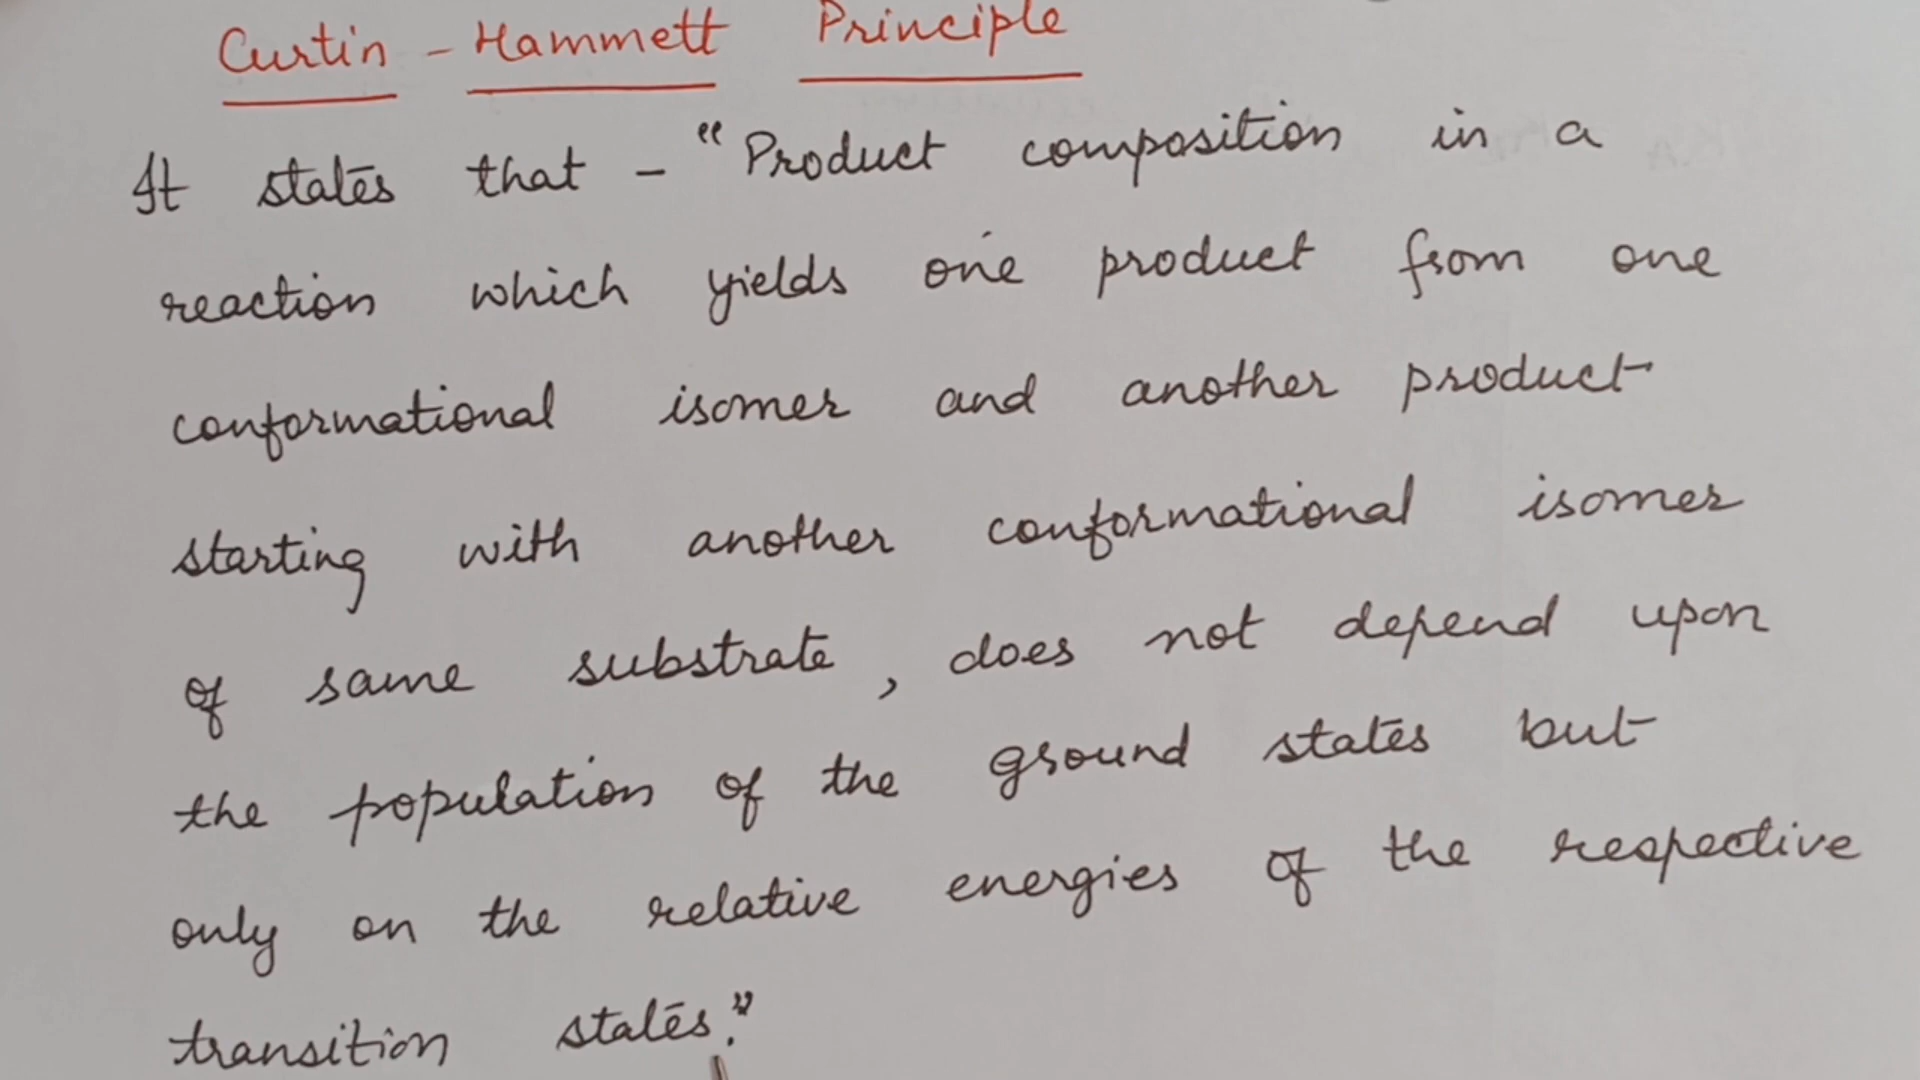 Curtin - Hammett Principle
It states that - "Product composition in a
reaction which yields one product from one
conformational isomer and another product
starting with another conformational isomer
of same substrate, does not depend upon
the population of the ground states but
only on the relative energies of the respective
transition states."